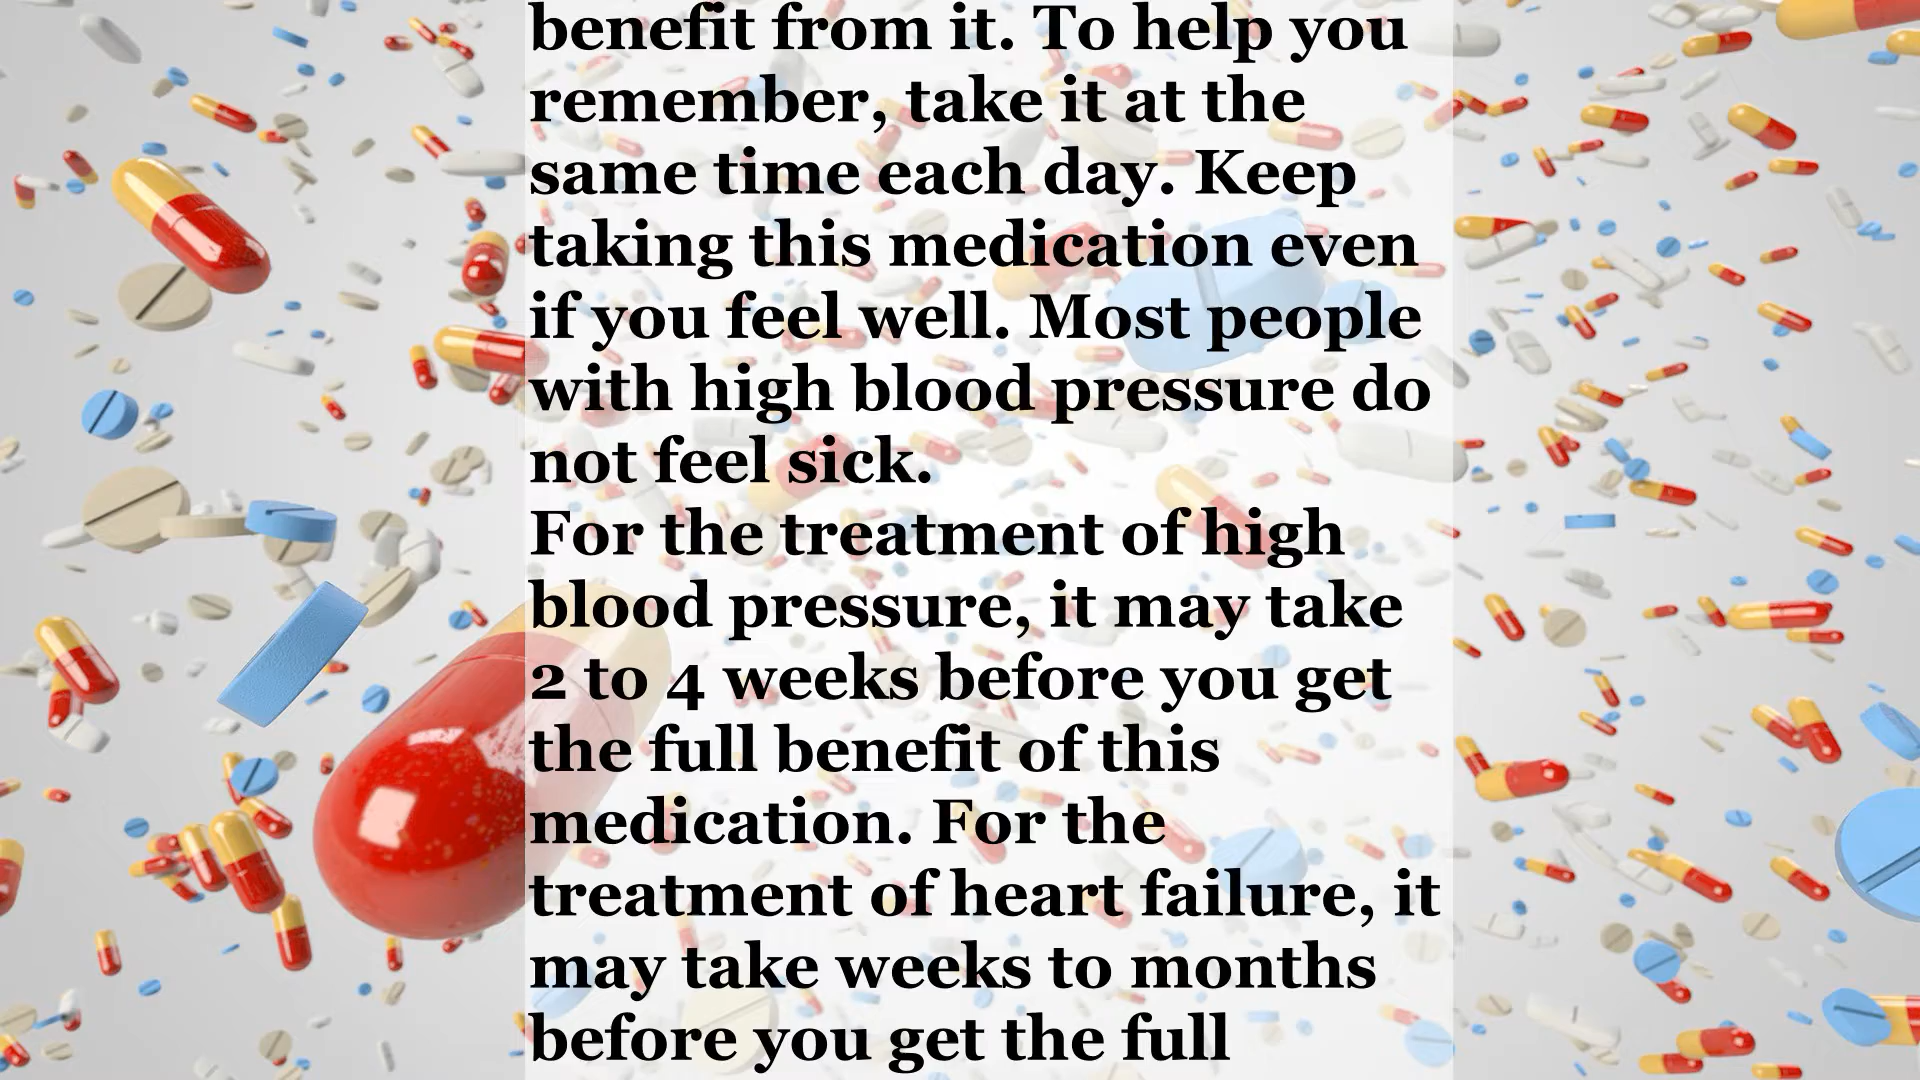 benefit from it. To help you
remember, take it at the
same time each day. Keep
taking this medication even
if you feel well. Most people
with high blood pressure do
not feel sick.
For the treatment of high
blood pressure, it may take
2 to 4 weeks before you get
the full benefit of this
medication. For the
treatment of heart failure, it
may take weeks to months
before you get the full